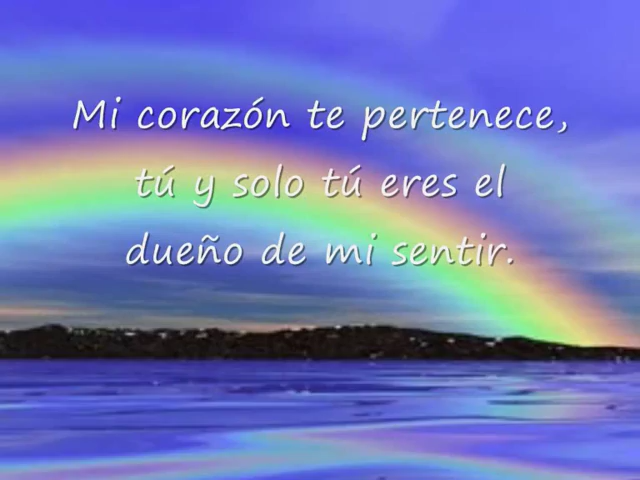 Mi corazón te pertenece,
tú y solo tú eres el
dueño de mi sentir.